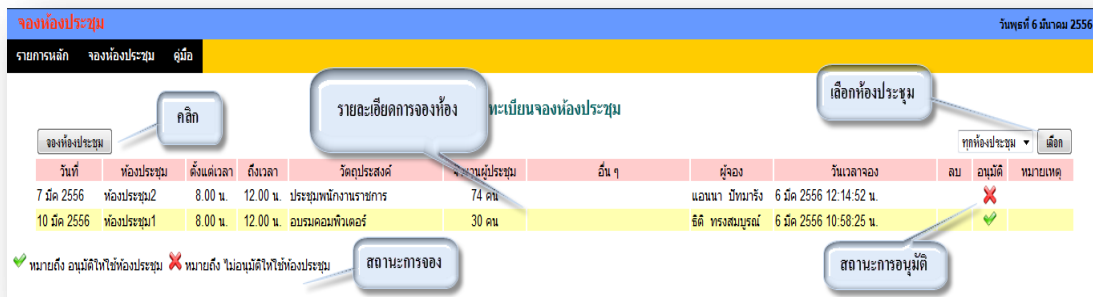 จองห้องประชุม
วันพุธที่ 6 มีนาคม 2556
รายการหลัก จองห้องประชุม คู่มือ
เลือกห้องประชุม
รายละเอียดการจองห้อง
ทะเบียนจองห้องประชุม
คลิก
จองห้องประชุม
ทุกห้องประชุม เลือก
วันที่ ห้องประชุม ตั้งแต่เวลา ถึงเวลา วัตถุประสงค์ จำนวนผู้ประชุม อื่น ๆ ผู้จอง วันเวลาจอง ลบ อนุมัติ หมายเหตุ
7 มีค 2556 ห้องประชุม2 8.00 น. 12.00 น. ประชุมพนักงานราชการ 74 คน แอนนา ปัทมารัง 6 มีค 2556 12:14:52 น.
10 มีค 2556 ห้องประชุม1 8.00 น. 12.00 น. อบรมคอมพิวเตอร์ 30 คน ธิติ ทรงสมบูรณ์ 6 มีค 2556 10:58:25 น.
หมายถึง อนุมัติให้ใช้ห้องประชุม หมายถึง ไม่อนุมัติให้ใช้ห้องประชุม
สถานะการจอง
สถานะการอนุมัติ